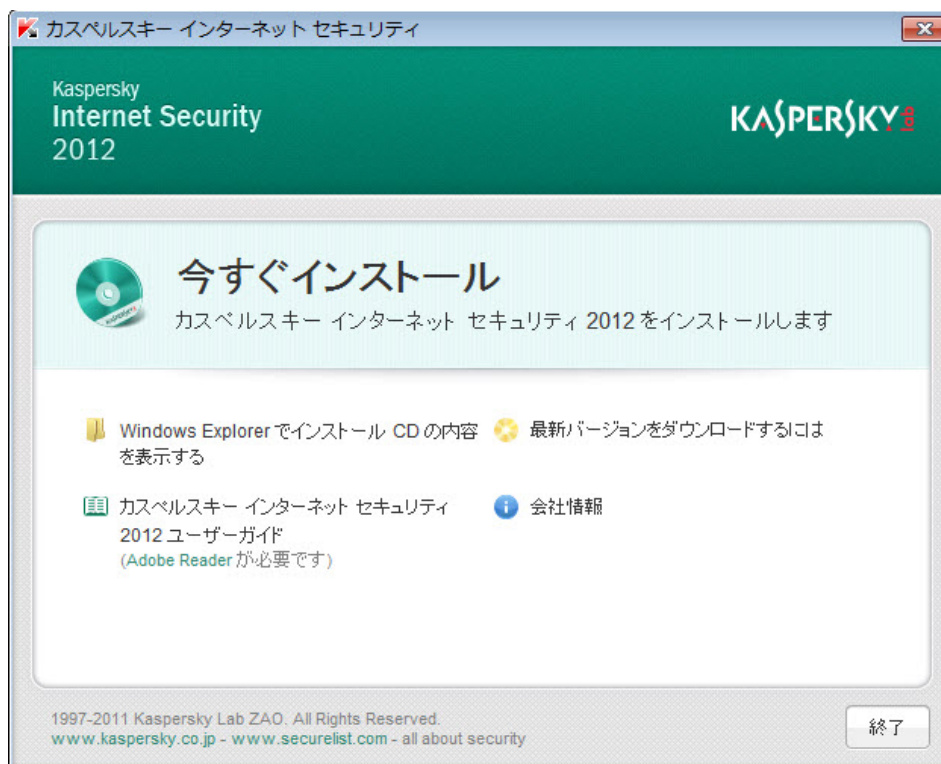 カスペルスキー インターネット セキュリティ
Kaspersky
Internet Security
2012
KASPERSKY lab
今すぐインストール
カスペルスキー インターネット セキュリティ 2012 をインストールします
Windows Explorer でインストール CD の内容
を表示する
最新バージョンをダウンロードするには
カスペルスキー インターネット セキュリティ
2012 ユーザーガイド
(Adobe Reader が必要です)
会社情報
1997-2011 Kaspersky Lab ZAO. All Rights Reserved.
www.kaspersky.co.jp - www.securelist.com - all about security
終了